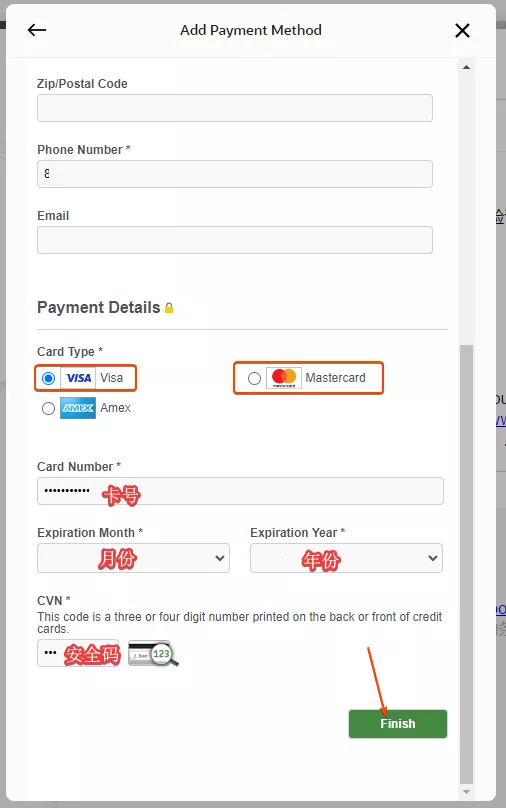 Add Payment Method
Zip/Postal Code
Phone Number *
8
Email
Payment Details
Card Type *
VISA Visa
mastercard Mastercard
AMEX Amex
Card Number *
••••••••••• 卡号
Expiration Month * Expiration Year *
月份 年份
CVN *
This code is a three or four digit number printed on the back or front of credit
cards.
••• 安全码 123
Finish